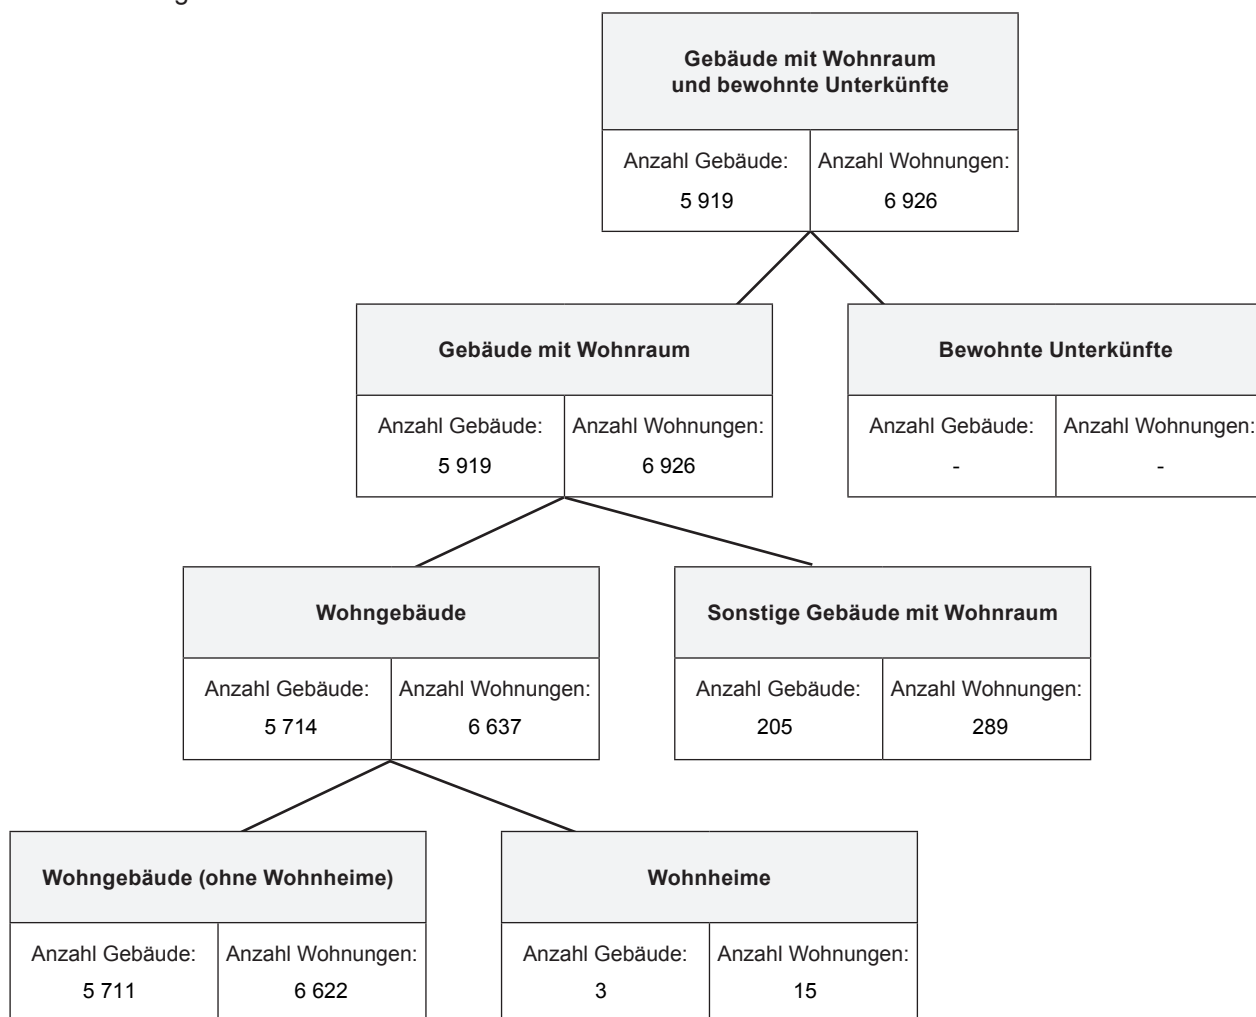 Gebäude mit Wohnraum
und bewohnte Unterkünfte
Anzahl Gebäude: Anzahl Wohnungen:
5 919 6 926
Gebäude mit Wohnraum Bewohnte Unterkünfte
Anzahl Gebäude: Anzahl Wohnungen: Anzahl Gebäude: Anzahl Wohnungen:
5 919 6 926 - -
Wohngebäude Sonstige Gebäude mit Wohnraum
Anzahl Gebäude: Anzahl Wohnungen: Anzahl Gebäude: Anzahl Wohnungen:
5 714 6 637 205 289
Wohngebäude (ohne Wohnheime) Wohnheime
Anzahl Gebäude: Anzahl Wohnungen: Anzahl Gebäude: Anzahl Wohnungen:
5 711 6 622 3 15